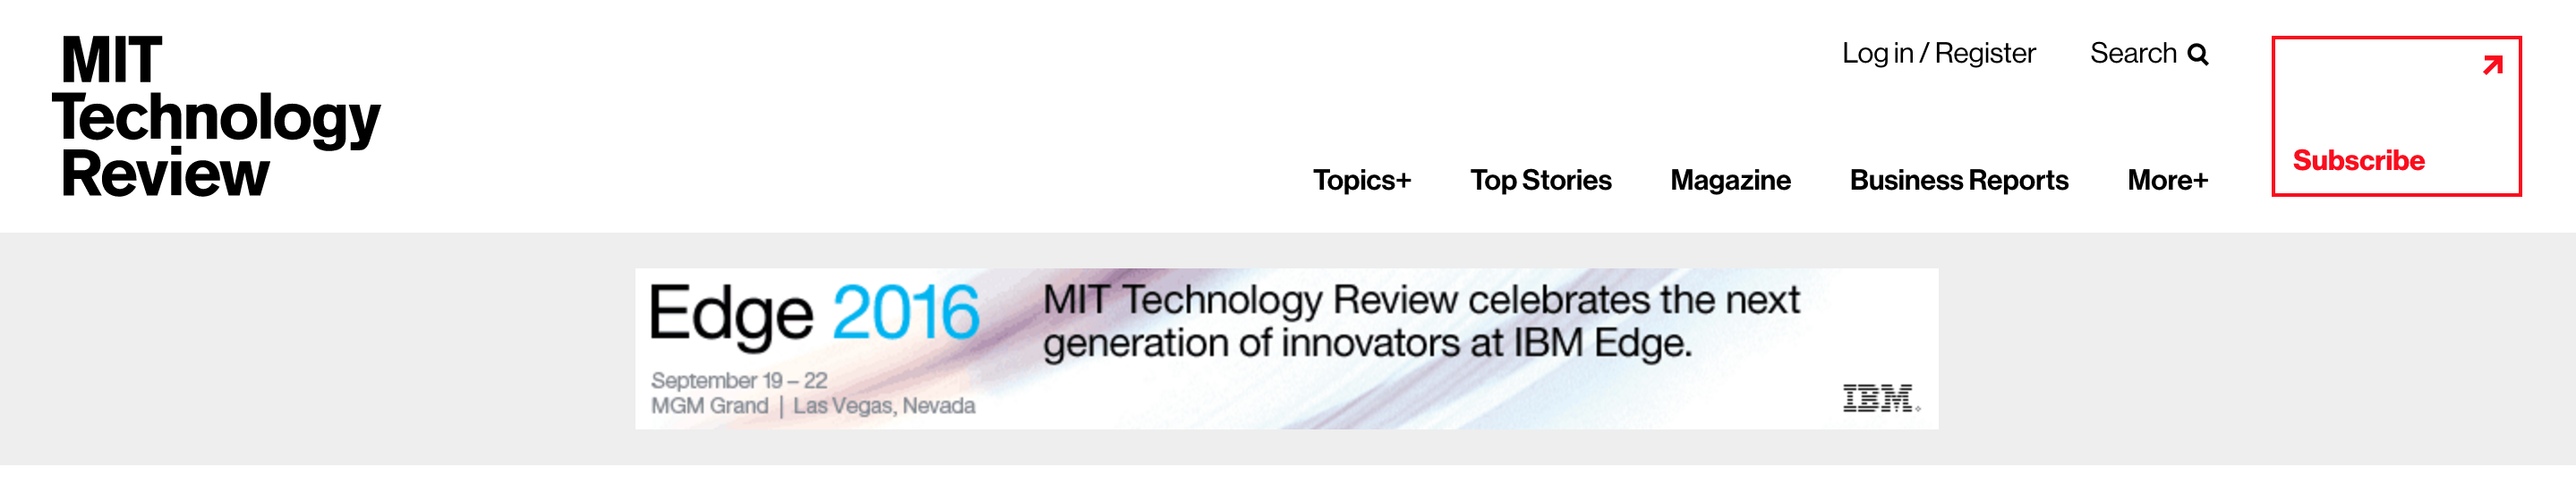 MIT
Technology
Review
Log in / Register
Search
Topics+
Top Stories
Magazine
Business Reports
More+
Subscribe
Edge 2016
September 19 – 22
MGM Grand | Las Vegas, Nevada
MIT Technology Review celebrates the next
generation of innovators at IBM Edge.
IBM